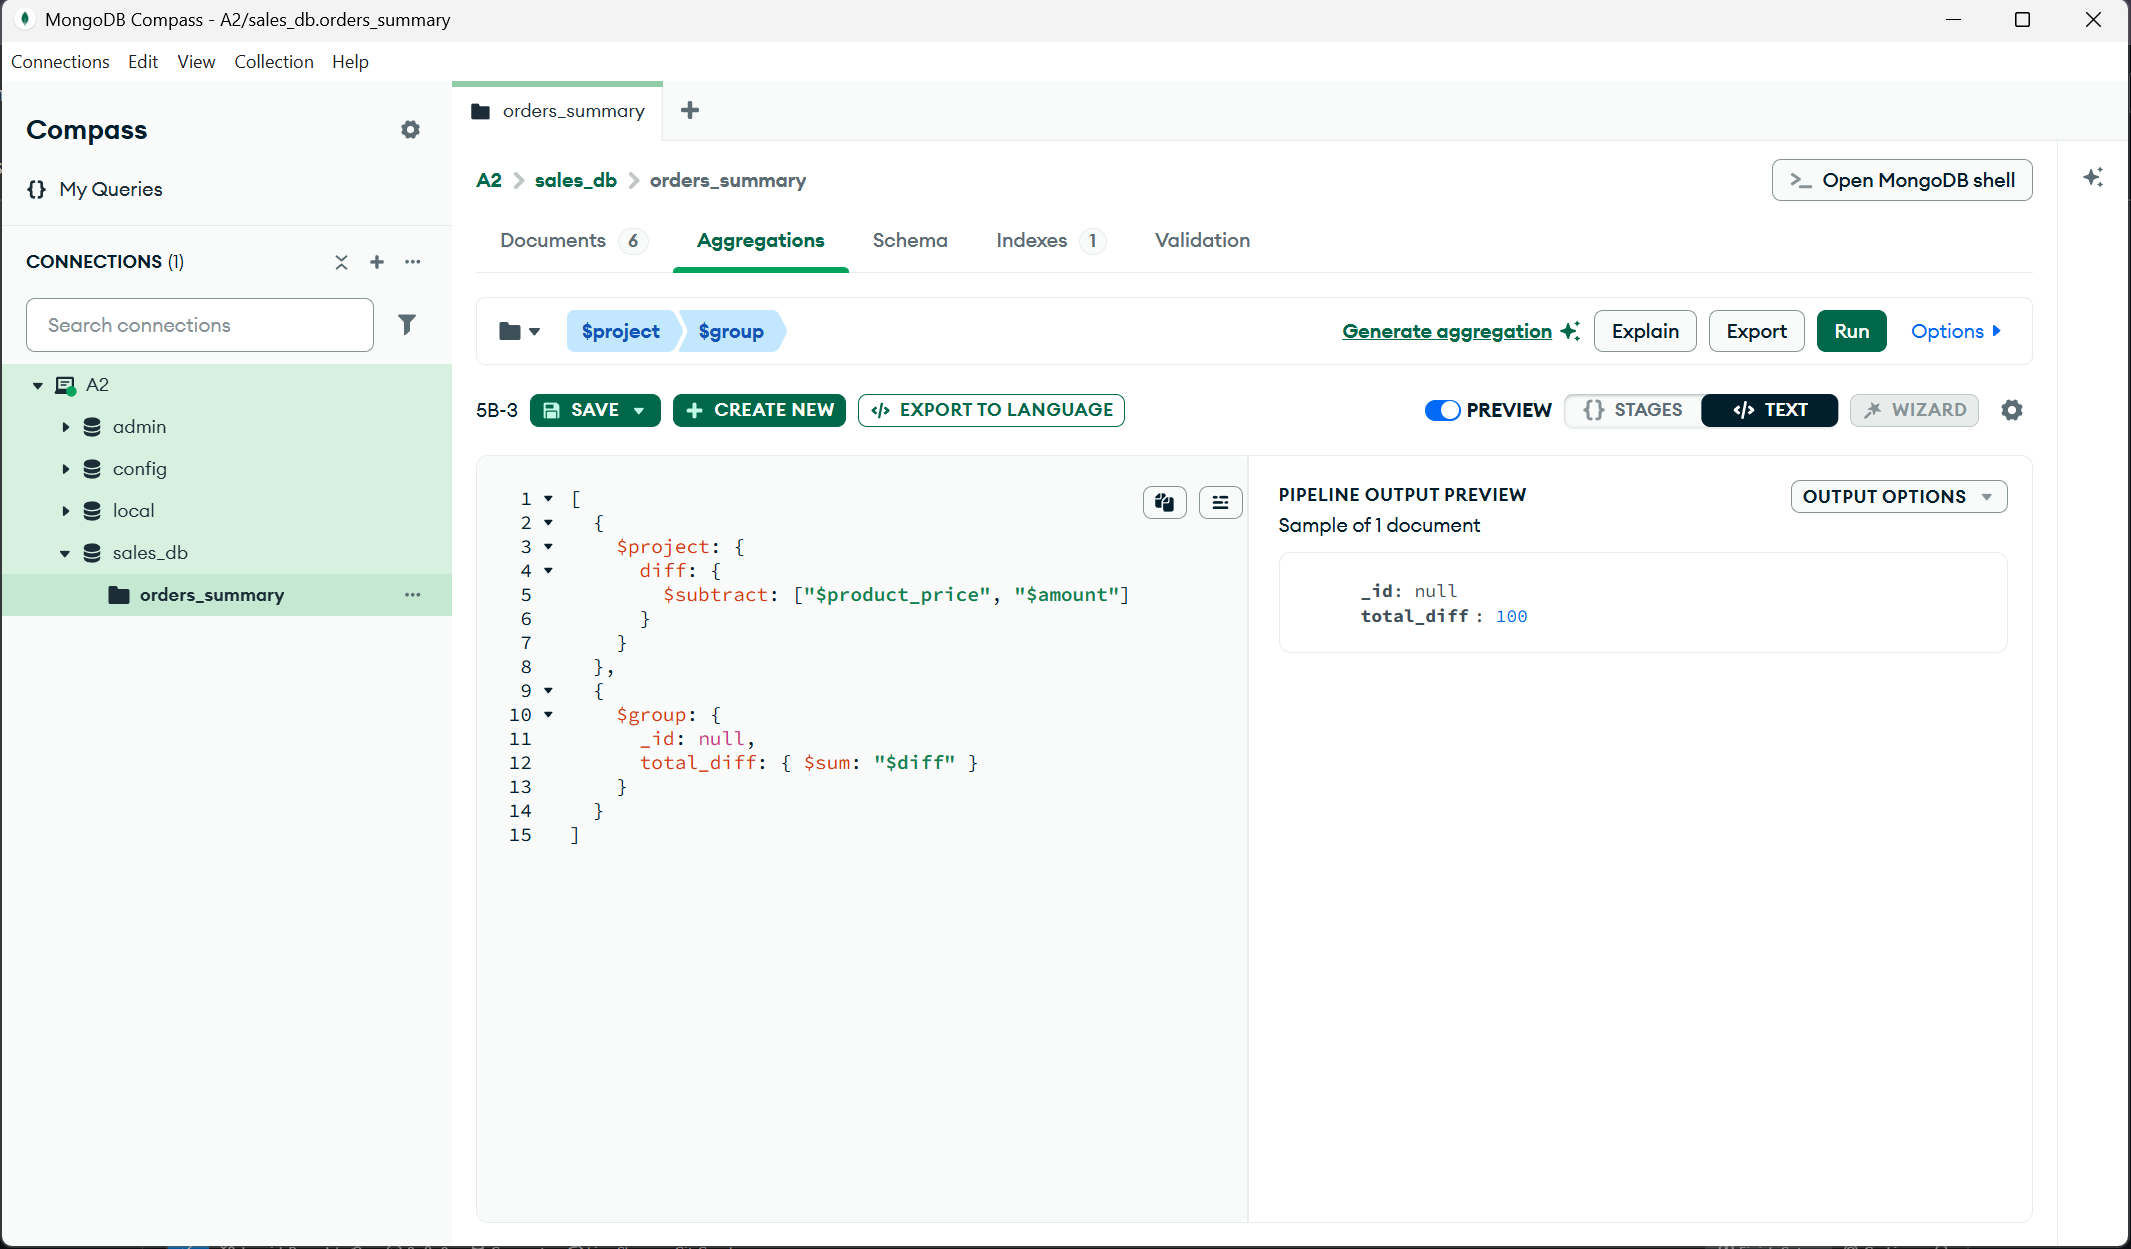 MongoDB Compass - A2/sales_db.orders_summary
Connections Edit View Collection Help
Compass
{} My Queries
CONNECTIONS (1)
Search connections
A2
admin
config
local
sales_db
orders_summary
orders_summary
A2 > sales_db > orders_summary
>_ Open MongoDB shell
Documents 6 Aggregations Schema Indexes 1 Validation
$project $group Generate aggregation Explain Export Run Options
5B-3 SAVE + CREATE NEW </> EXPORT TO LANGUAGE PREVIEW {} STAGES </> TEXT WIZARD
1 [
2 {
3 $project: {
4 diff: {
5 $subtract: ["$product_price", "$amount"]
6 }
7 }
8 },
9 {
10 $group: {
11 _id: null,
12 total_diff: { $sum: "$diff" }
13 }
14 }
15 ]
PIPELINE OUTPUT PREVIEW
OUTPUT OPTIONS
Sample of 1 document
_id: null
total_diff : 100